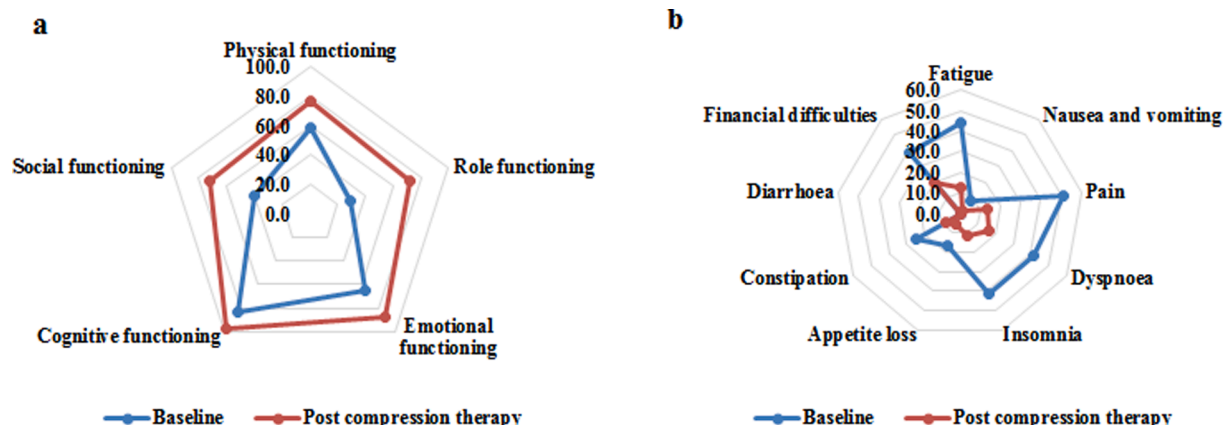 a
Physical functioning
100.0
80.0
60.0
40.0
20.0
0.0
Social functioning
Role functioning
Cognitive functioning
Emotional
functioning
Baseline
Post compression therapy
b
Fatigue
60.0
50.0
40.0
30.0
20.0
10.0
0.0
Financial difficulties
Nausea and vomiting
Diarrhoea
Pain
Constipation
Dyspnoea
Appetite loss
Insomnia
Baseline
Post compression therapy